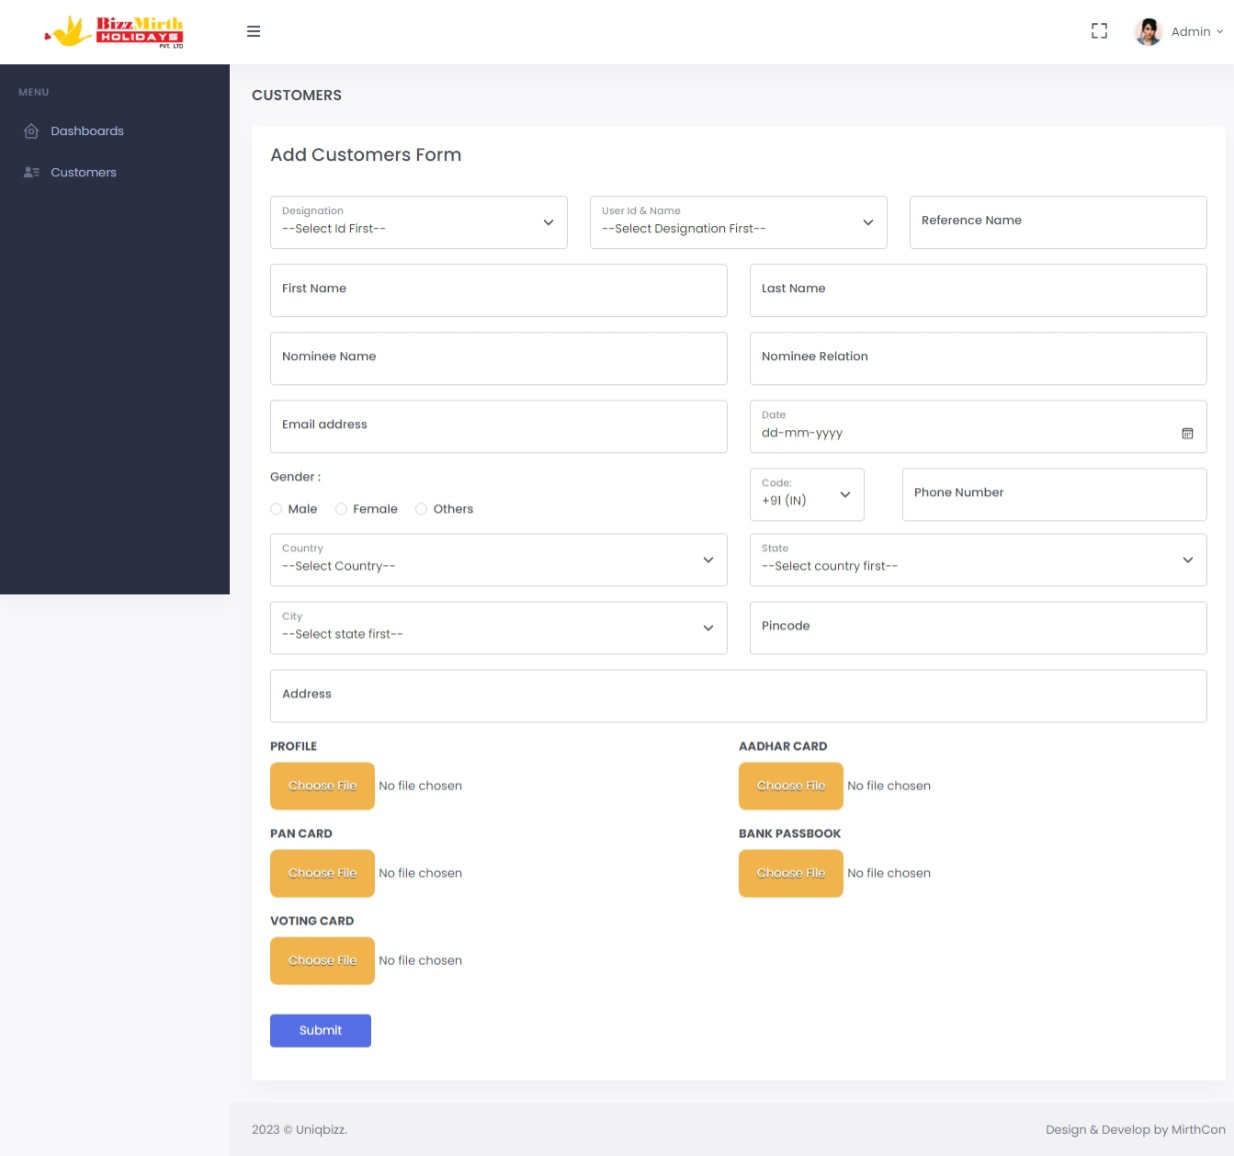 BizzMirth
HOLIDAYS
PVT. LTD
Admin
MENU
Dashboards
Customers
CUSTOMERS
Add Customers Form
Designation
--Select Id First--
User Id & Name
--Select Designation First--
Reference Name
First Name
Last Name
Nominee Name
Nominee Relation
Email address
Date
dd-mm-yyyy
Gender :
Male
Female
Others
Code:
+91 (IN)
Phone Number
Country
--Select Country--
State
--Select country first--
City
--Select state first--
Pincode
Address
PROFILE
Choose File No file chosen
AADHAR CARD
Choose File No file chosen
PAN CARD
Choose File No file chosen
BANK PASSBOOK
Choose File No file chosen
VOTING CARD
Choose File No file chosen
Submit
2023 © Uniqbizz.
Design & Develop by MirthCon